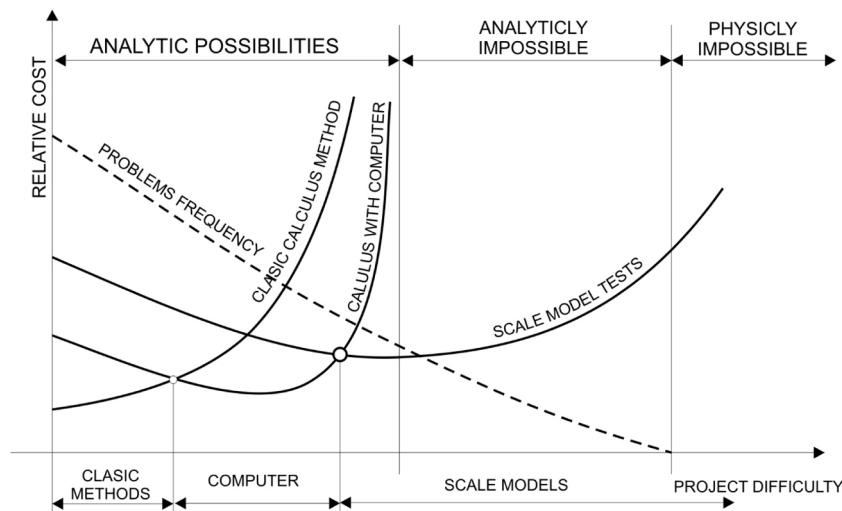 ANALYTIC POSSIBILITIES
ANALYTICLY
IMPOSSIBLE
PHYSICLY
IMPOSSIBLE
RELATIVE COST
PROBLEMS FREQUENCY
CLASIC CALCULUS METHOD
CALULUS WITH COMPUTER
SCALE MODEL TESTS
CLASIC
METHODS
COMPUTER
SCALE MODELS
PROJECT DIFFICULTY